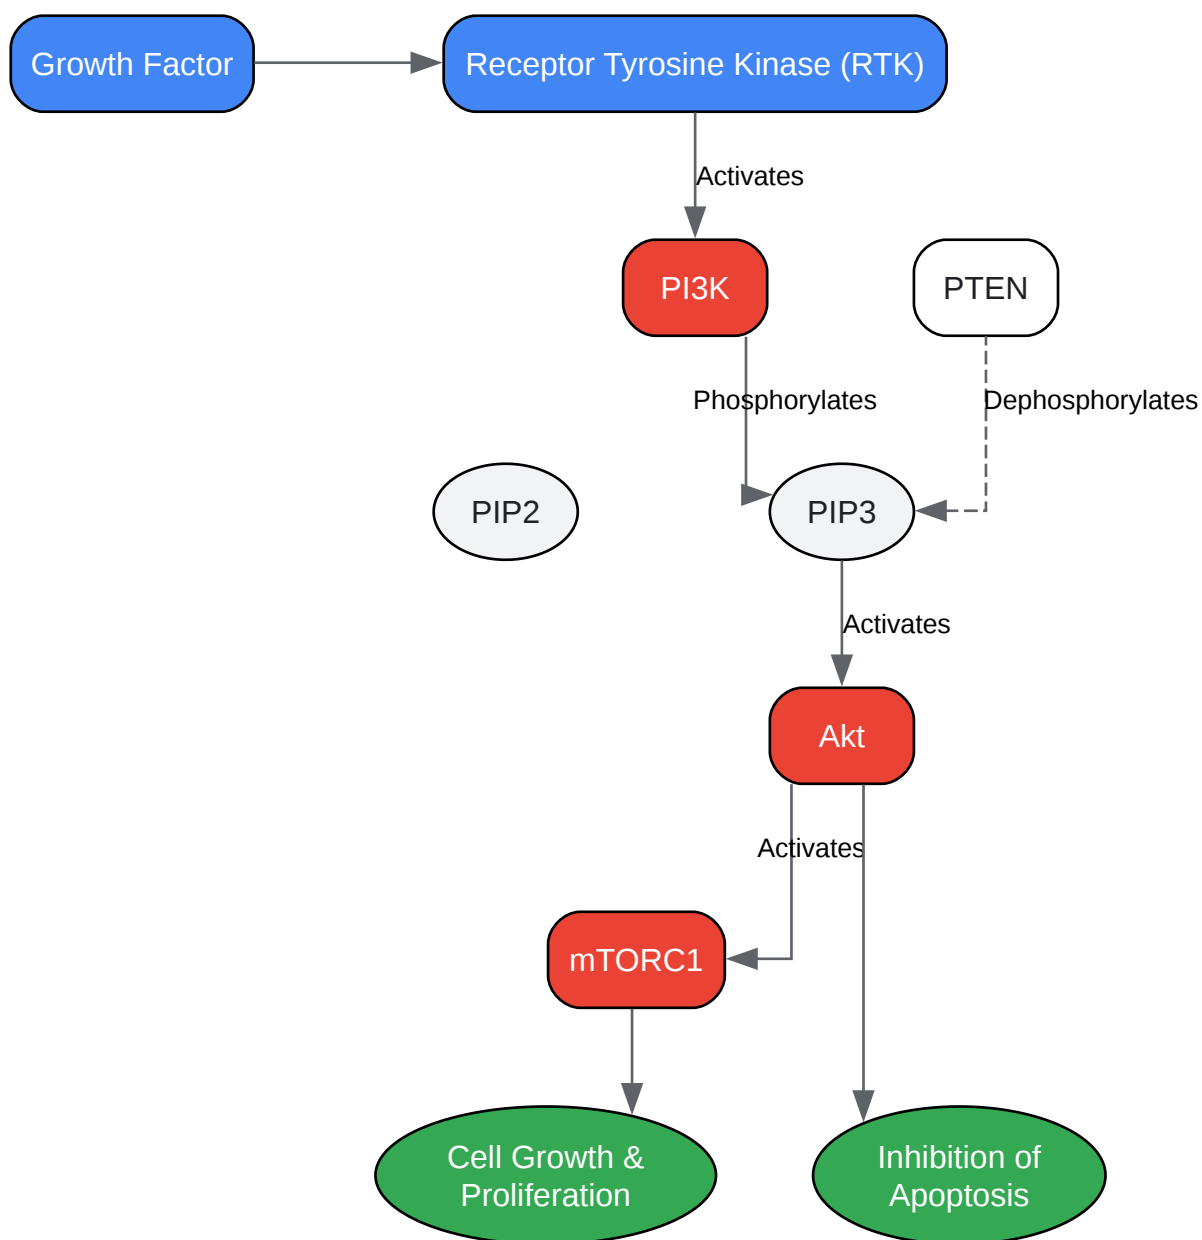 Growth Factor
Receptor Tyrosine Kinase (RTK)
Activates
PI3K
PTEN
Phosphorylates
Dephosphorylates
PIP2
PIP3
Activates
Akt
Activates
mTORC1
Cell Growth &
Proliferation
Inhibition of
Apoptosis